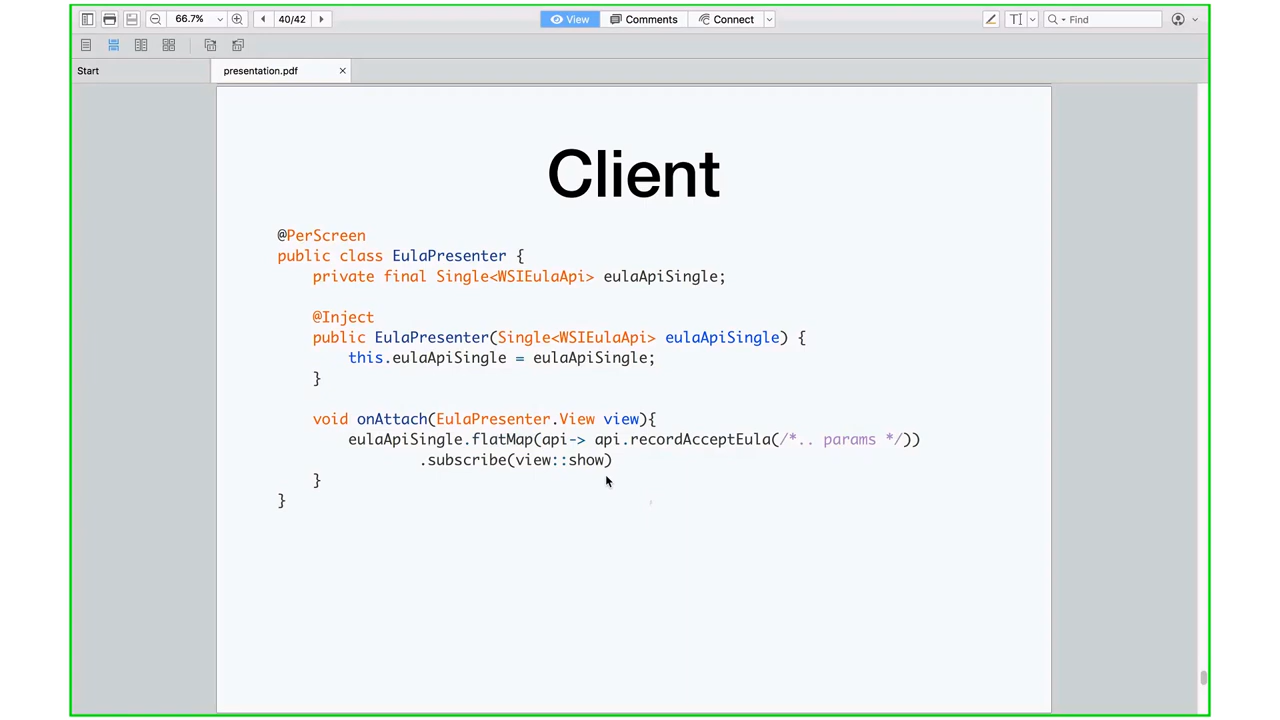 66.7%
40/42
View
Comments
Connect
Find
Start
presentation.pdf
Client
@PerScreen
public class EulaPresenter {
private final Single<WSIEulaApi> eulaApiSingle;
@Inject
public EulaPresenter(Single<WSIEulaApi> eulaApiSingle) {
this.eulaApiSingle = eulaApiSingle;
}
void onAttach(EulaPresenter.View view){
eulaApiSingle.flatMap(api-> api.recordAcceptEula(/*.. params */))
.subscribe(view::show)
}
}